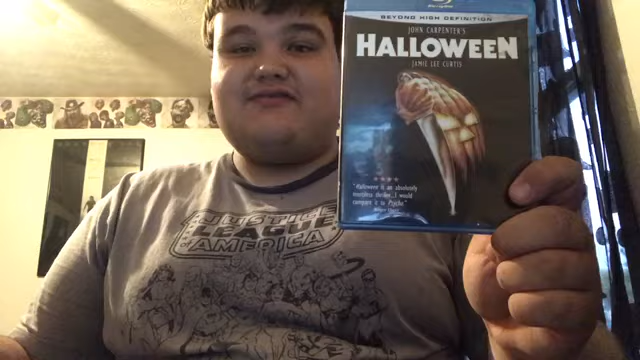 BEYOND HIGH DEFINITION
JOHN CARPENTER'S
HALLOWEEN
JAMIE LEE CURTIS
"Halloween is an absolutely
merciless thriller...I would
compare it to Psycho."
JUSTICE
LEAGUE
OF
AMERICA